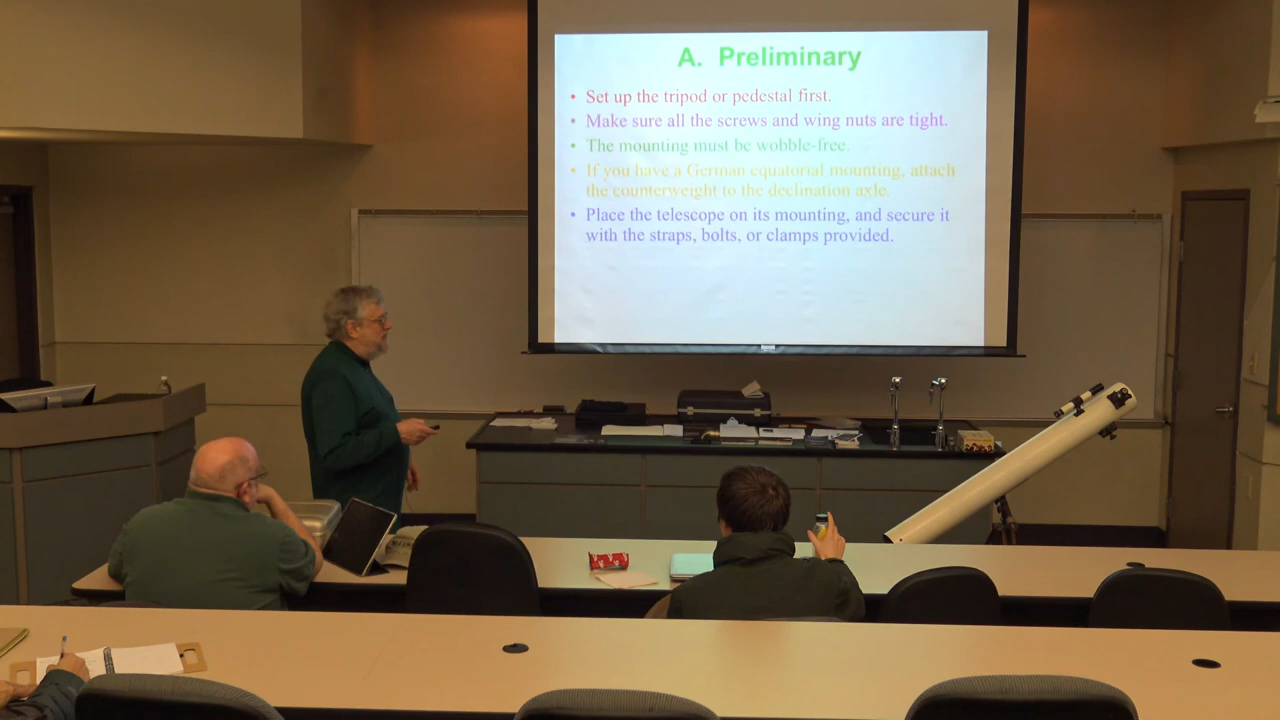 A. Preliminary
• Set up the tripod or pedestal first.
• Make sure all the screws and wing nuts are tight.
• The mounting must be wobble-free.
• If you have a German equatorial mounting, attach
the counterweight to the declination axle.
• Place the telescope on its mounting, and secure it
with the straps, bolts, or clamps provided.